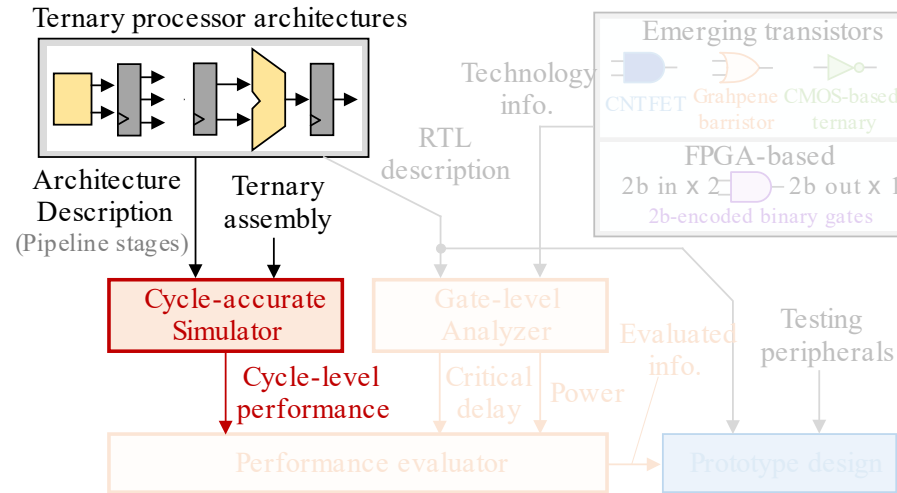 Ternary processor architectures
Emerging transistors
Technology
info.
CNTFET
Grahpene
barristor
CMOS-based
ternary
RTL
description
FPGA-based
2b in x 2
2b out x 1
2b-encoded binary gates
Architecture
Description
(Pipeline stages)
Ternary
assembly
Cycle-accurate
Simulator
Gate-level
Analyzer
Testing
peripherals
Evaluated
info.
Cycle-level
performance
Critical
delay
Power
Performance evaluator
Prototype design